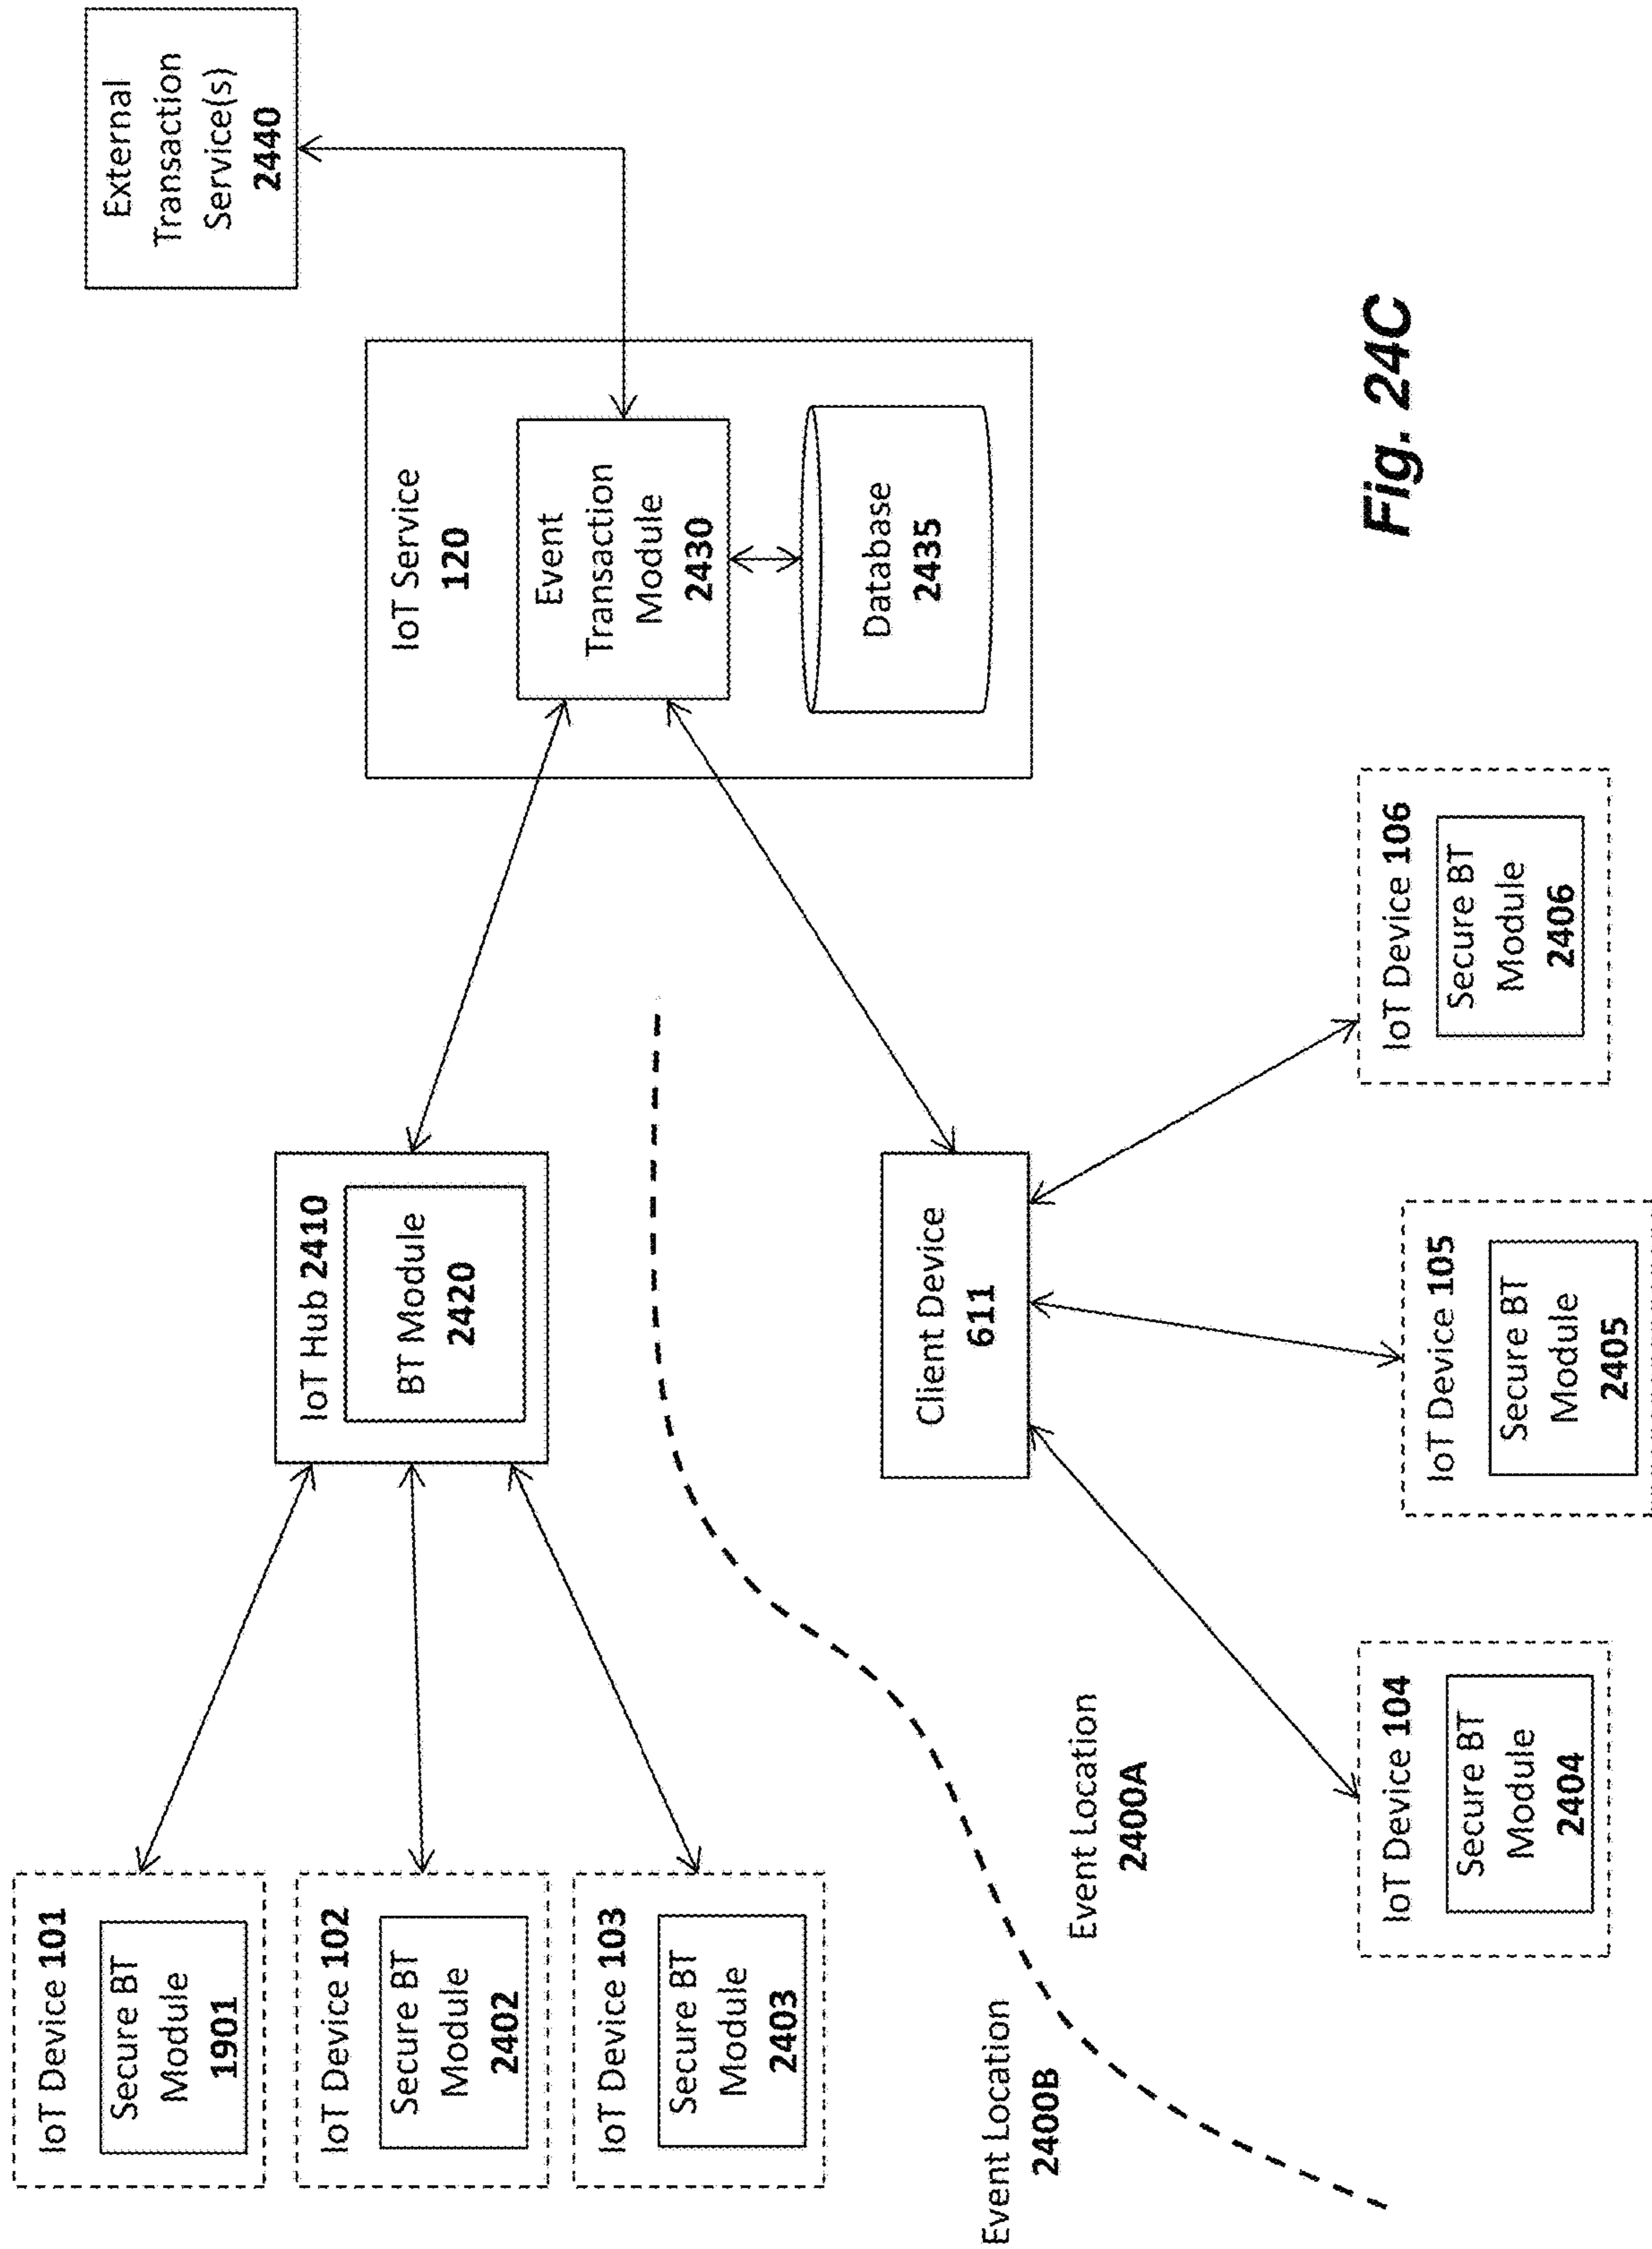 IoT Device 101
Secure BT
Module
1901
IoT Device 102
Secure BT
Module
2402
IoT Device 103
Secure BT
Module
2403
IoT Hub 2410
BT Module
2420
IoT Service
120
Event
Transaction
Module
2430
Database
2435
External
Transaction
Service(s)
2440
Event Location
2400B
Event Location
2400A
Client Device
611
IoT Device 104
Secure BT
Module
2404
IoT Device 105
Secure BT
Module
2405
IoT Device 106
Secure BT
Module
2406
Fig. 24C